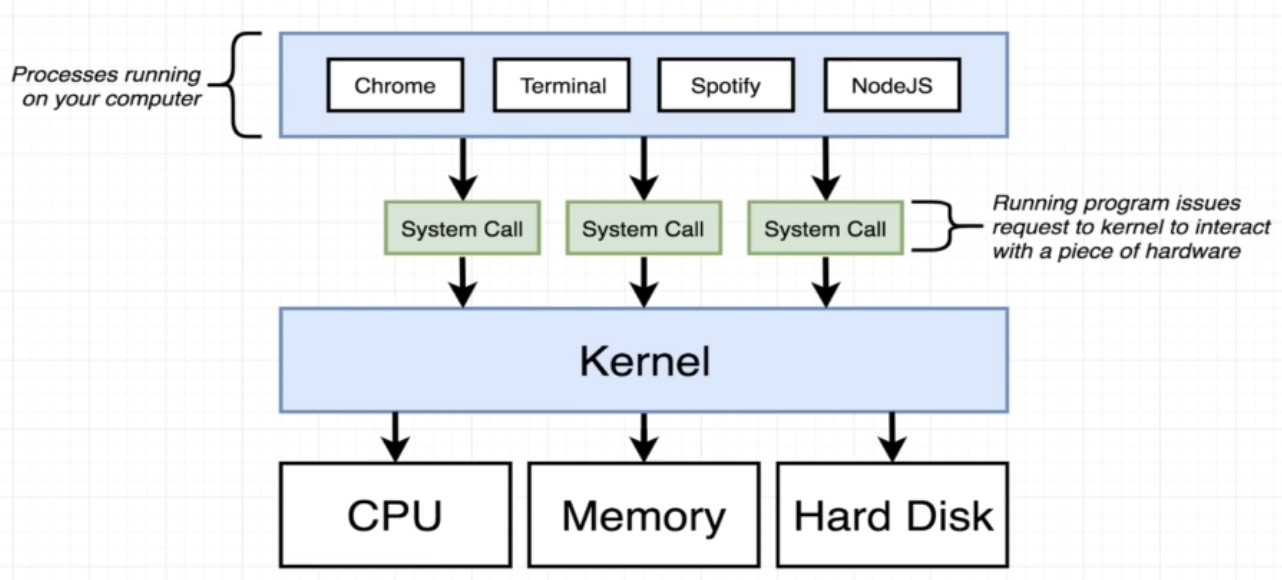 Processes running
on your computer
Chrome
Terminal
Spotify
NodeJS
System Call
System Call
System Call
Running program issues
request to kernel to interact
with a piece of hardware
Kernel
CPU
Memory
Hard Disk